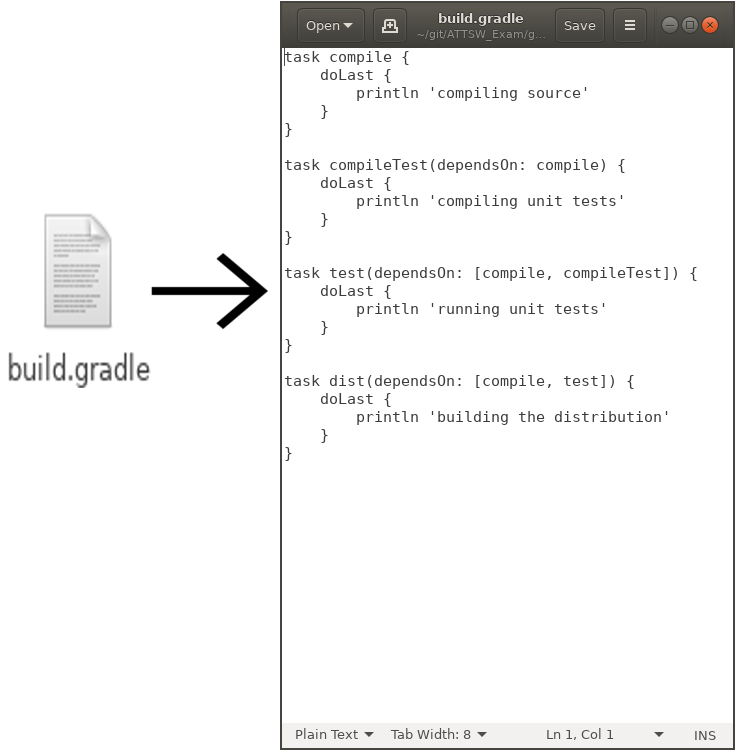 build.gradle
Open
build.gradle
~/git/ATTSW_Exam/g...
Save
task compile {
    doLast {
        println 'compiling source'
    }
}

task compileTest(dependsOn: compile) {
    doLast {
        println 'compiling unit tests'
    }
}

task test(dependsOn: [compile, compileTest]) {
    doLast {
        println 'running unit tests'
    }
}

task dist(dependsOn: [compile, test]) {
    doLast {
        println 'building the distribution'
    }
}
Plain Text Tab Width: 8 Ln 1, Col 1 INS